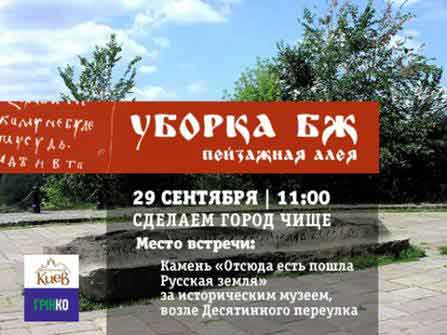 УБОРКА БЖ
пейзажная алея
29 СЕНТЯБРЯ | 11:00
СДЕЛАЕМ ГОРОД ЧИЩЕ
Место встречи:
Камень «Отсюда есть пошла
Русская земля»
за историческим музеем,
возле Десятинного переулка
КИЕВ
ГРІНКО